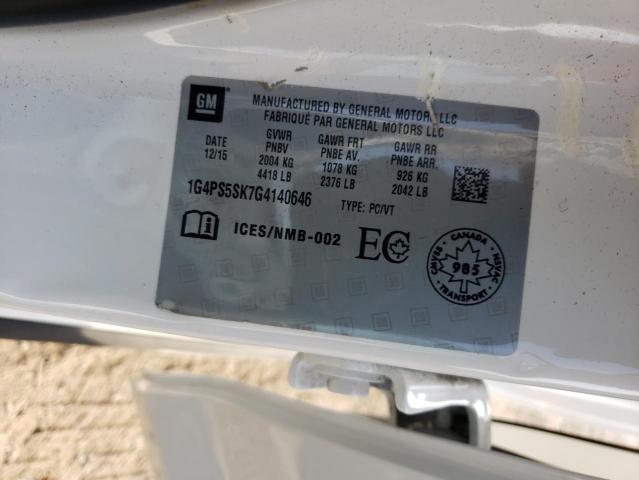 GM
MANUFACTURED BY GENERAL MOTORS LLC
FABRIQUÉ PAR GENERAL MOTORS LLC
DATE GVWR GAWR FRT GAWR RR
12/15 PNBV PNBE AV. PNBE ARR.
2004 KG 1078 KG 926 KG
4418 LB 2376 LB 2042 LB
1G4PS5SK7G4140646 TYPE: PC/VT
ICES/NMB-002 EC
CANADA
CMVSS 985 NSVAC
TRANSPORT